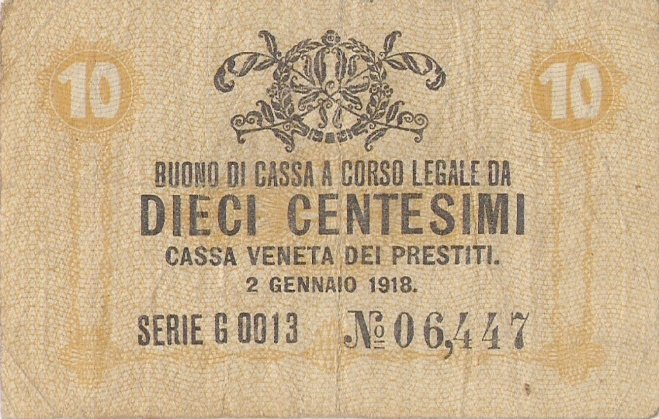 10 10
BUONO DI CASSA A CORSO LEGALE DA
DIECI CENTESIMI
CASSA VENETA DEI PRESTITI.
2 GENNAIO 1918.
SERIE G 0013 № 06,447